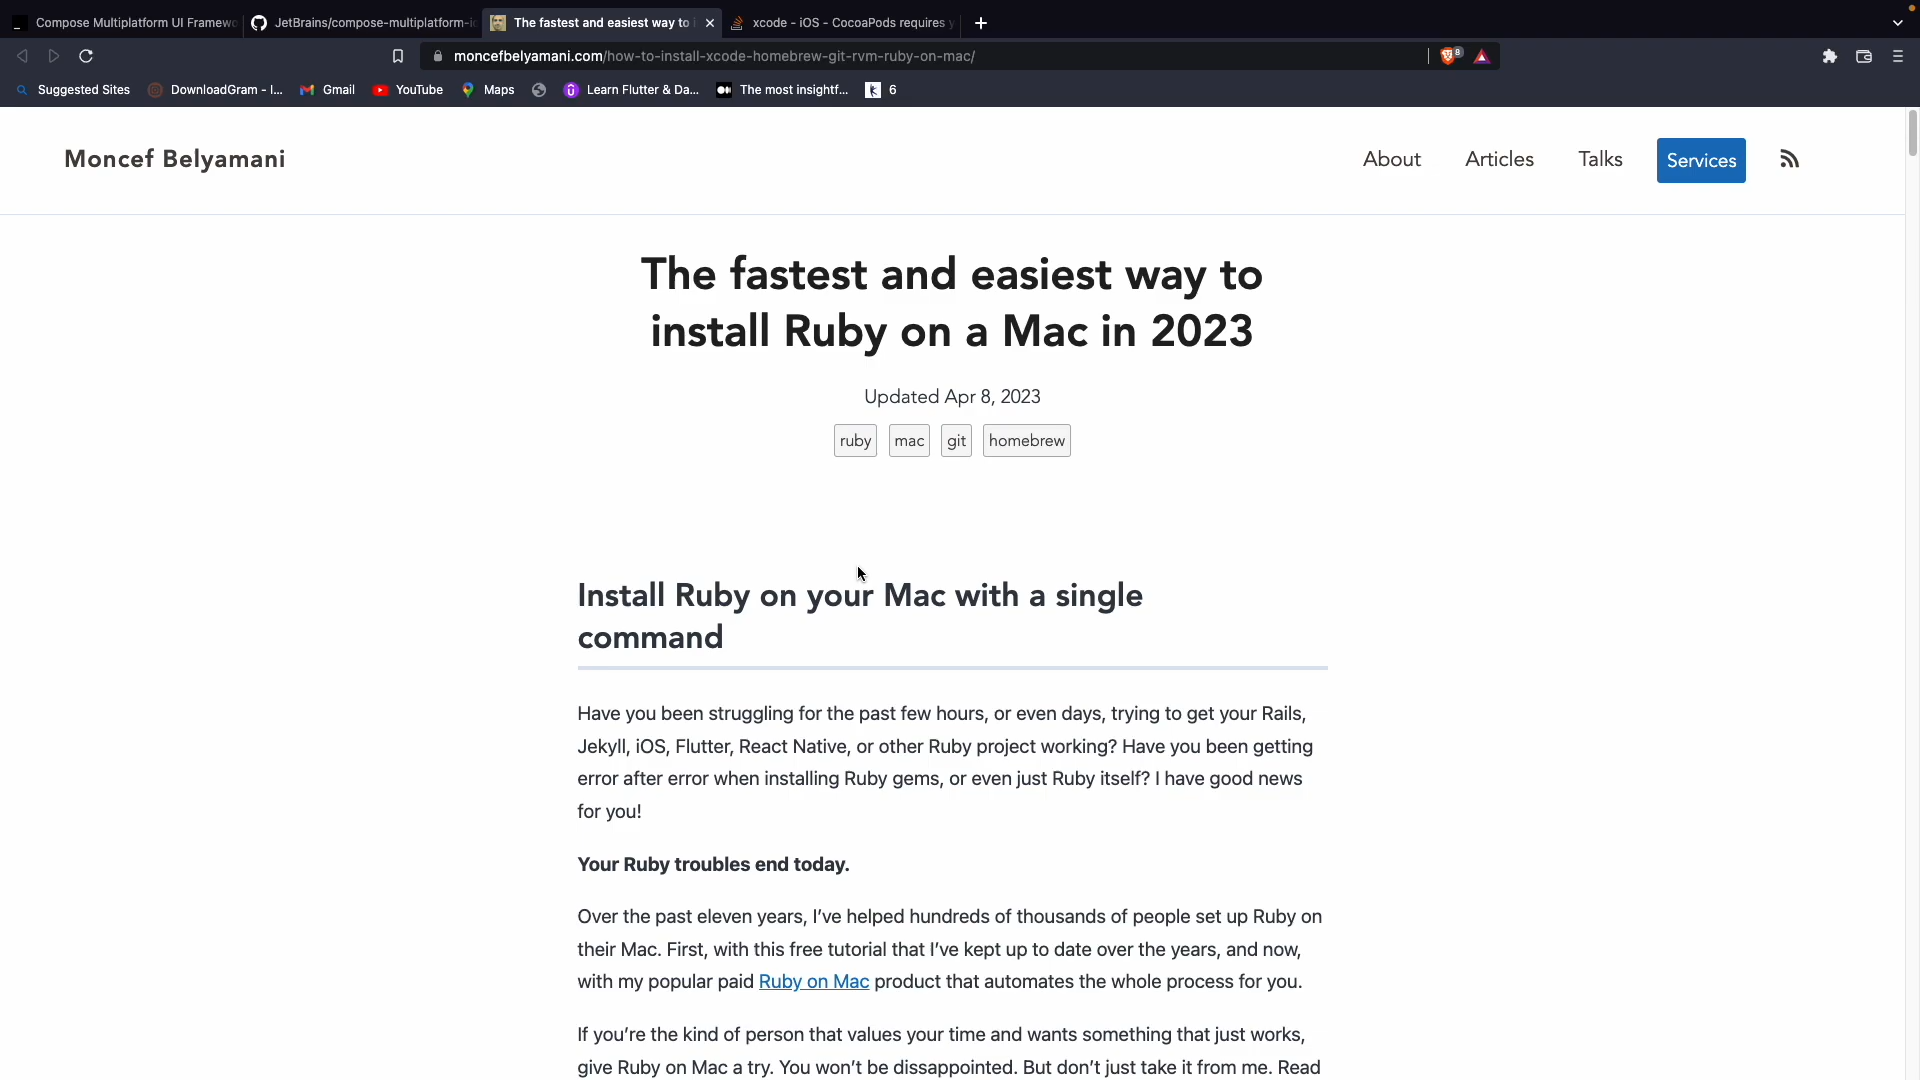 Compose Multiplatform UI Framewo
JetBrains/compose-multiplatform-io
The fastest and easiest way to i
xcode - iOS - CocoaPods requires y
moncefbelyamani.com/how-to-install-xcode-homebrew-git-rvm-ruby-on-mac/
8
Suggested Sites
DownloadGram - I...
Gmail
YouTube
Maps
Learn Flutter & Da...
The most insightf...
6
Moncef Belyamani
About
Articles
Talks
Services
The fastest and easiest way to
install Ruby on a Mac in 2023
Updated Apr 8, 2023
ruby
mac
git
homebrew
Install Ruby on your Mac with a single
command
Have you been struggling for the past few hours, or even days, trying to get your Rails,
Jekyll, iOS, Flutter, React Native, or other Ruby project working? Have you been getting
error after error when installing Ruby gems, or even just Ruby itself? I have good news
for you!
Your Ruby troubles end today.
Over the past eleven years, I've helped hundreds of thousands of people set up Ruby on
their Mac. First, with this free tutorial that I've kept up to date over the years, and now,
with my popular paid Ruby on Mac product that automates the whole process for you.
If you're the kind of person that values your time and wants something that just works,
give Ruby on Mac a try. You won't be dissappointed. But don't just take it from me. Read